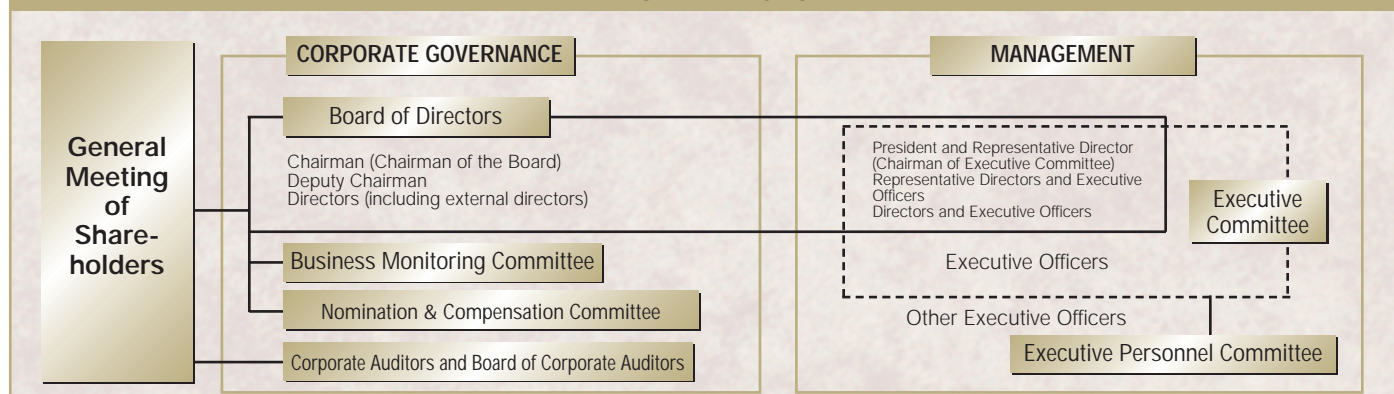 General
Meeting
of
Share-
holders
CORPORATE GOVERNANCE
Board of Directors
Chairman (Chairman of the Board)
Deputy Chairman
Directors (including external directors)
Business Monitoring Committee
Nomination & Compensation Committee
Corporate Auditors and Board of Corporate Auditors
MANAGEMENT
President and Representative Director
(Chairman of Executive Committee)
Representative Directors and Executive
Officers
Directors and Executive Officers
Executive
Committee
Executive Officers
Other Executive Officers
Executive Personnel Committee